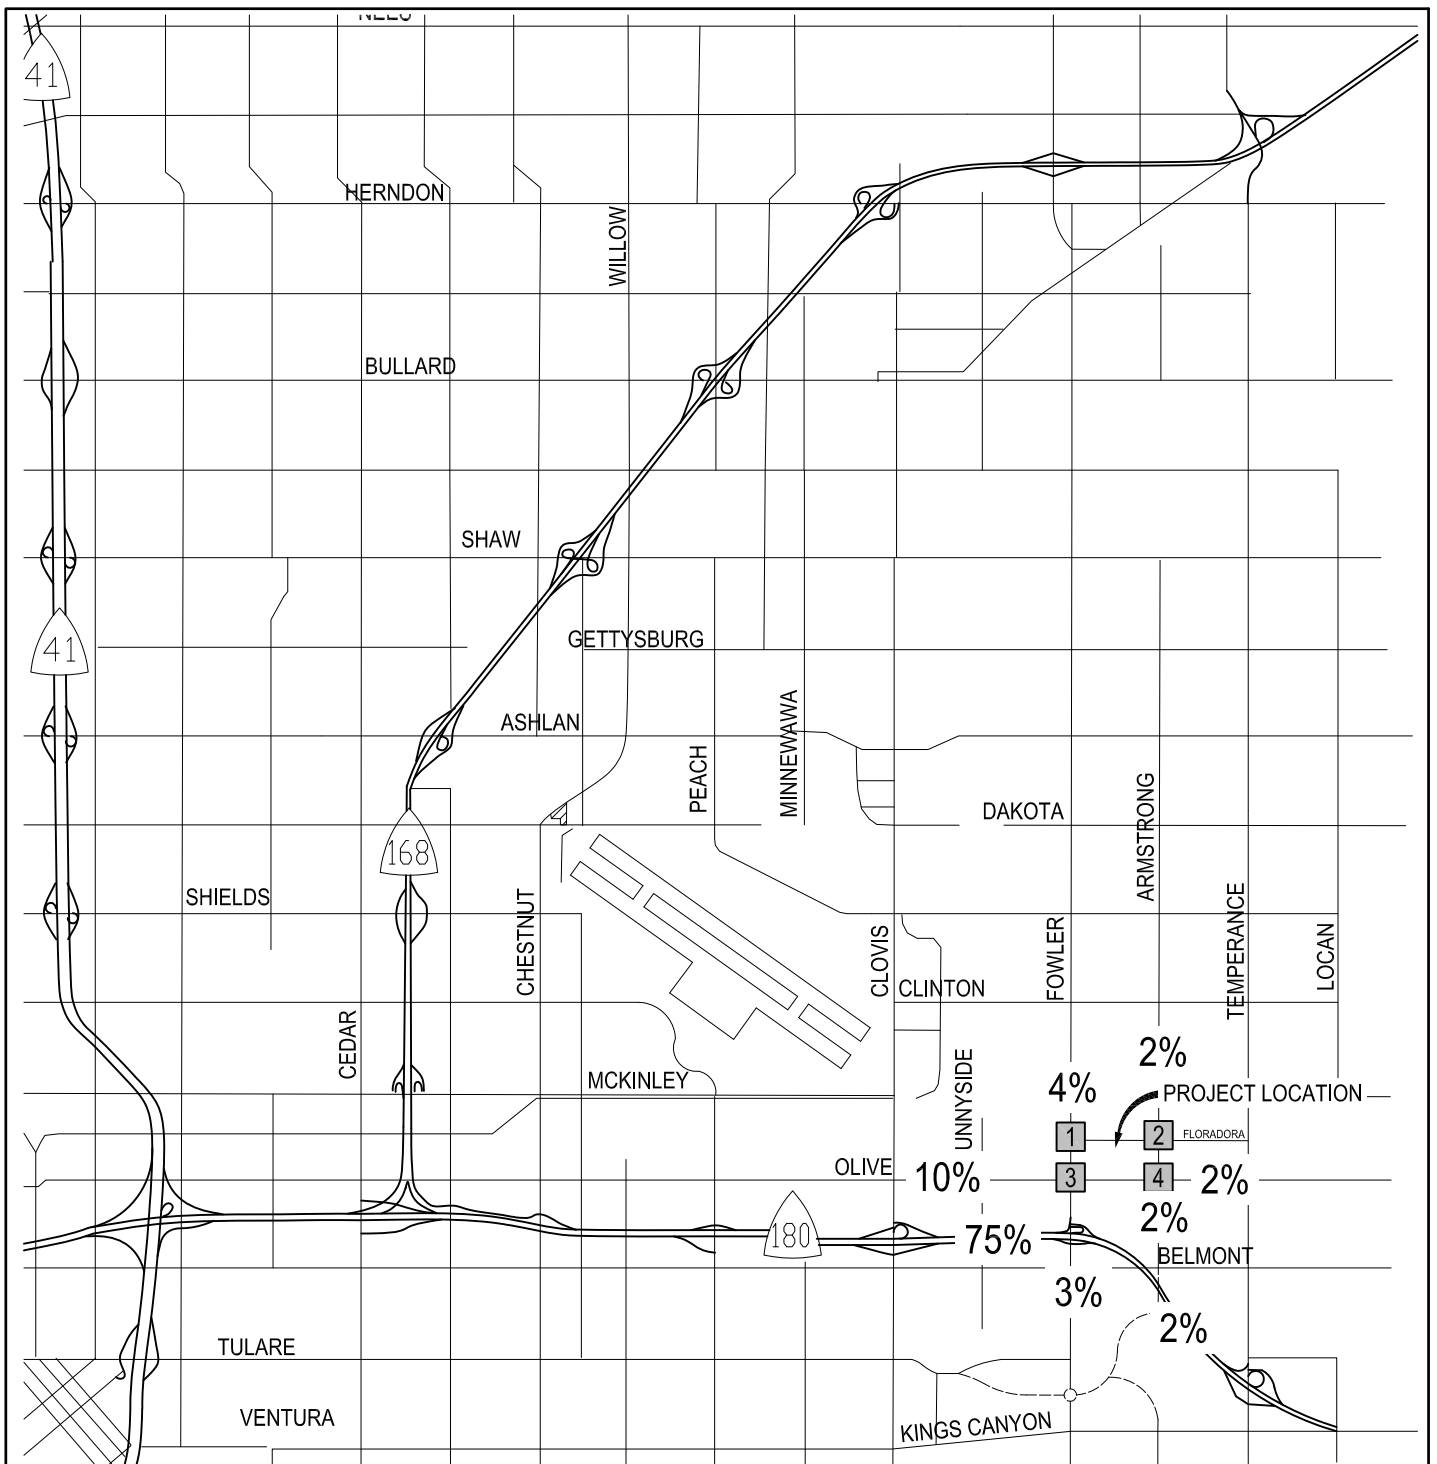 41
HERNDON
WILLOW
BULLARD
SHAW
41
GETTYSBURG
ASHLAN
PEACH
MINNEWAWA
DAKOTA
ARMSTRONG
168
SHIELDS
CHESTNUT
CLOVIS
CLINTON
FOWLER
TEMPERANCE
LOCAN
CEDAR
MCKINLEY
UNNYSIDE
2%
4%
PROJECT LOCATION
1
2
FLORADORA
OLIVE
10%
3
4
2%
2%
180
75%
BELMONT
3%
2%
TULARE
VENTURA
KINGS CANYON